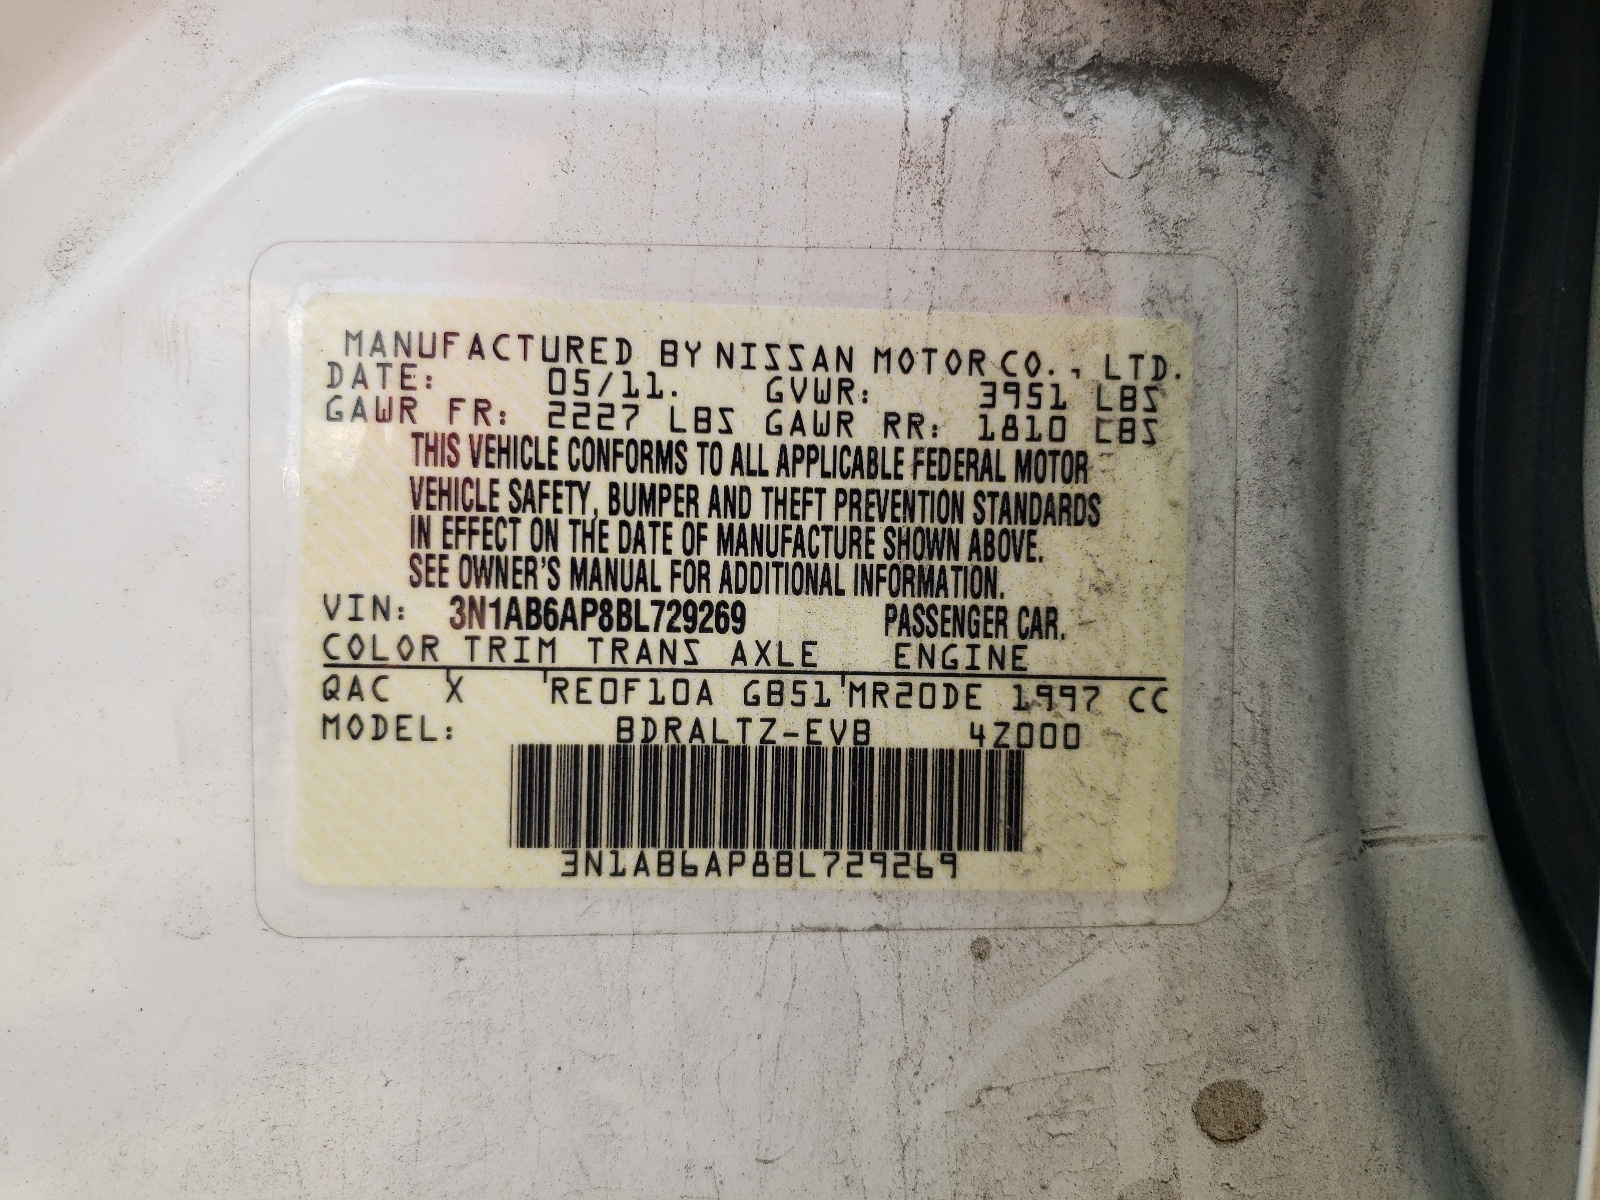 MANUFACTURED BY NISSAN MOTOR CO., LTD.
DATE: 05/11. GVWR: 3951 LBS
GAWR FR: 2227 LBS GAWR RR: 1810 LBS
THIS VEHICLE CONFORMS TO ALL APPLICABLE FEDERAL MOTOR
VEHICLE SAFETY, BUMPER AND THEFT PREVENTION STANDARDS
IN EFFECT ON THE DATE OF MANUFACTURE SHOWN ABOVE.
SEE OWNER'S MANUAL FOR ADDITIONAL INFORMATION.
VIN: 3N1AB6AP8BL729269 PASSENGER CAR.
COLOR TRIM TRANS AXLE ENGINE
QAC X RE0F10A GB51 MR20DE 1997 CC
MODEL: BDRALTZ-EVB 4Z000
3N1AB6AP8BL729269